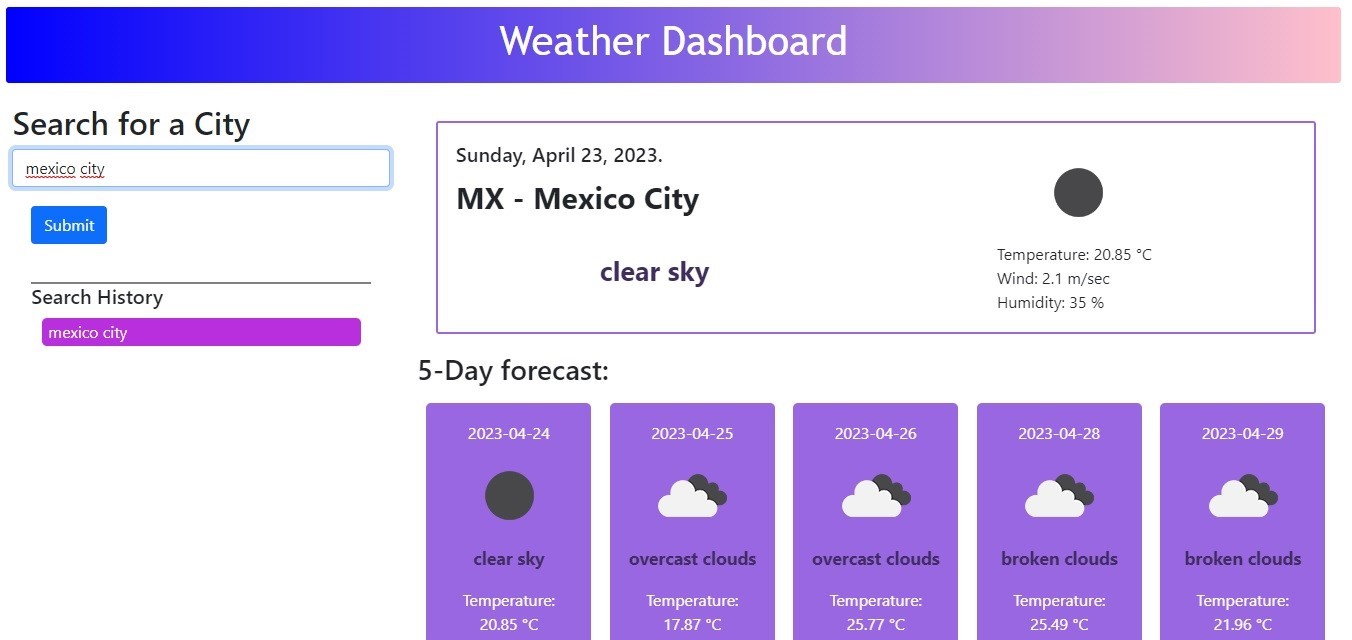 Weather Dashboard
Search for a City
mexico city
Submit
Search History
mexico city
Sunday, April 23, 2023.
MX - Mexico City
clear sky
Temperature: 20.85 °C
Wind: 2.1 m/sec
Humidity: 35 %
5-Day forecast:
2023-04-24
clear sky
Temperature:
20.85 °C
2023-04-25
overcast clouds
Temperature:
17.87 °C
2023-04-26
overcast clouds
Temperature:
25.77 °C
2023-04-28
broken clouds
Temperature:
25.49 °C
2023-04-29
broken clouds
Temperature:
21.96 °C